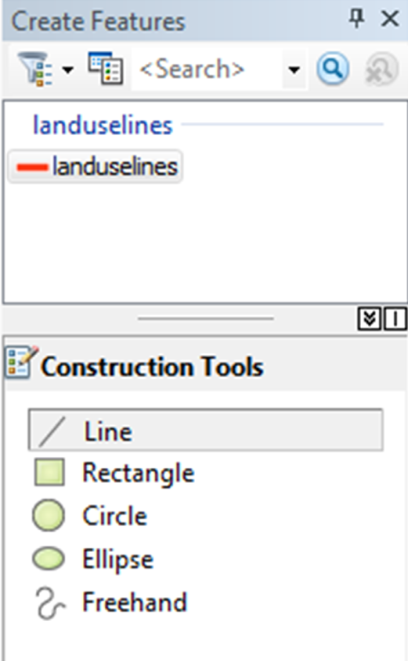 Create Features
<Search>
landuselines
landuselines
Construction Tools
Line
Rectangle
Circle
Ellipse
Freehand